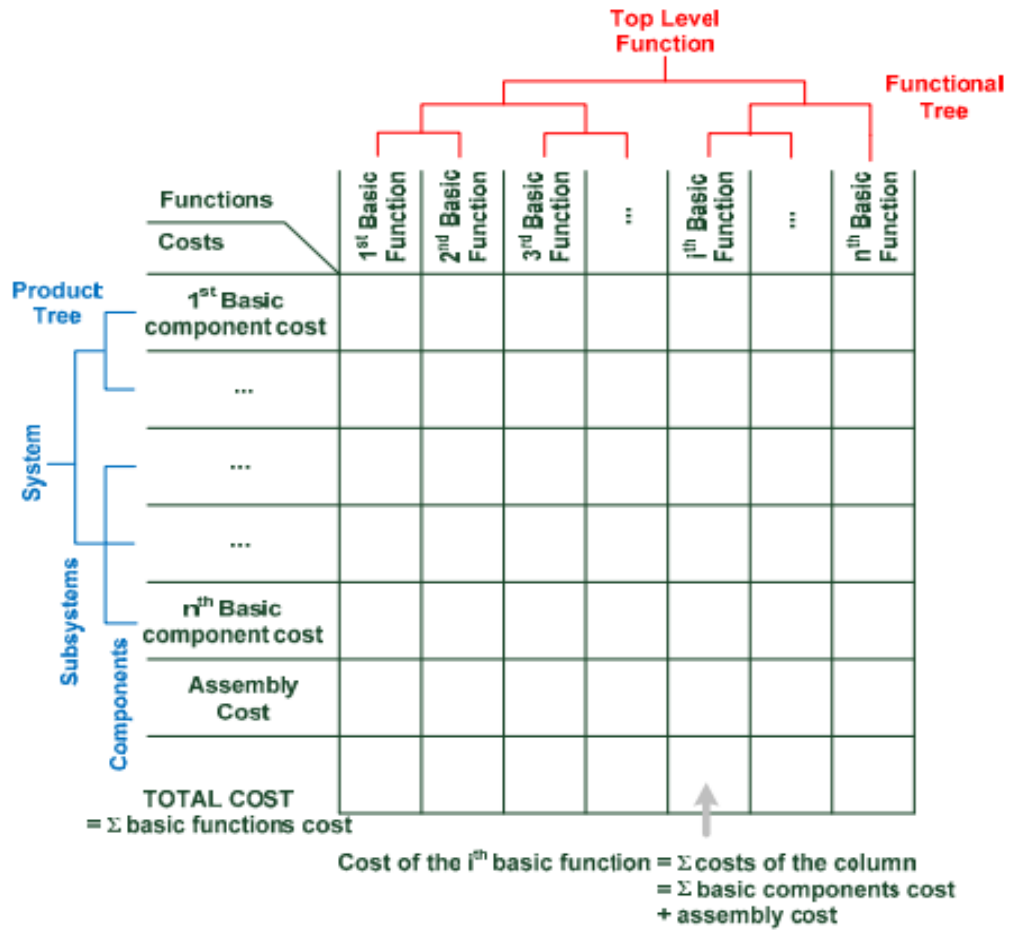 Top Level
Function
Functional
Tree
Functions
Costs
1st Basic
Function
2nd Basic
Function
3rd Basic
Function
...
ith Basic
Function
...
nth Basic
Function
Product
Tree
System
Subsystems
Components
1st Basic
component cost
...
...
...
nth Basic
component cost
Assembly
Cost
TOTAL COST
= Σ basic functions cost
Cost of the ith basic function = Σ costs of the column
= Σ basic components cost
+ assembly cost